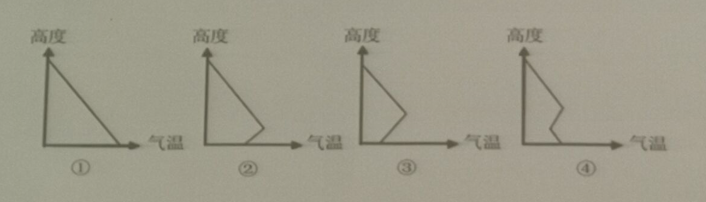 高度 高度 高度 高度
气温 气温 气温 气温
① ② ③ ④